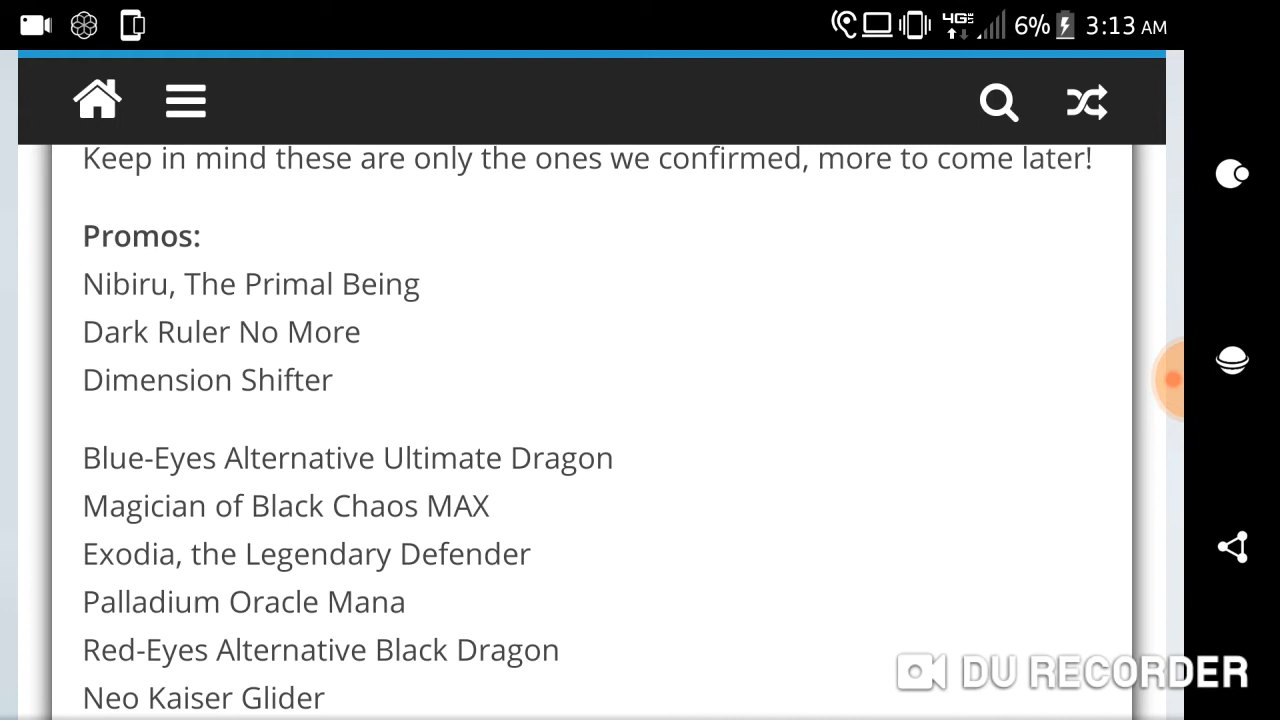 4GLTE 6% 3:13 AM
Keep in mind these are only the ones we confirmed, more to come later!
Promos:
Nibiru, The Primal Being
Dark Ruler No More
Dimension Shifter
Blue-Eyes Alternative Ultimate Dragon
Magician of Black Chaos MAX
Exodia, the Legendary Defender
Palladium Oracle Mana
Red-Eyes Alternative Black Dragon
Neo Kaiser Glider
DU RECORDER